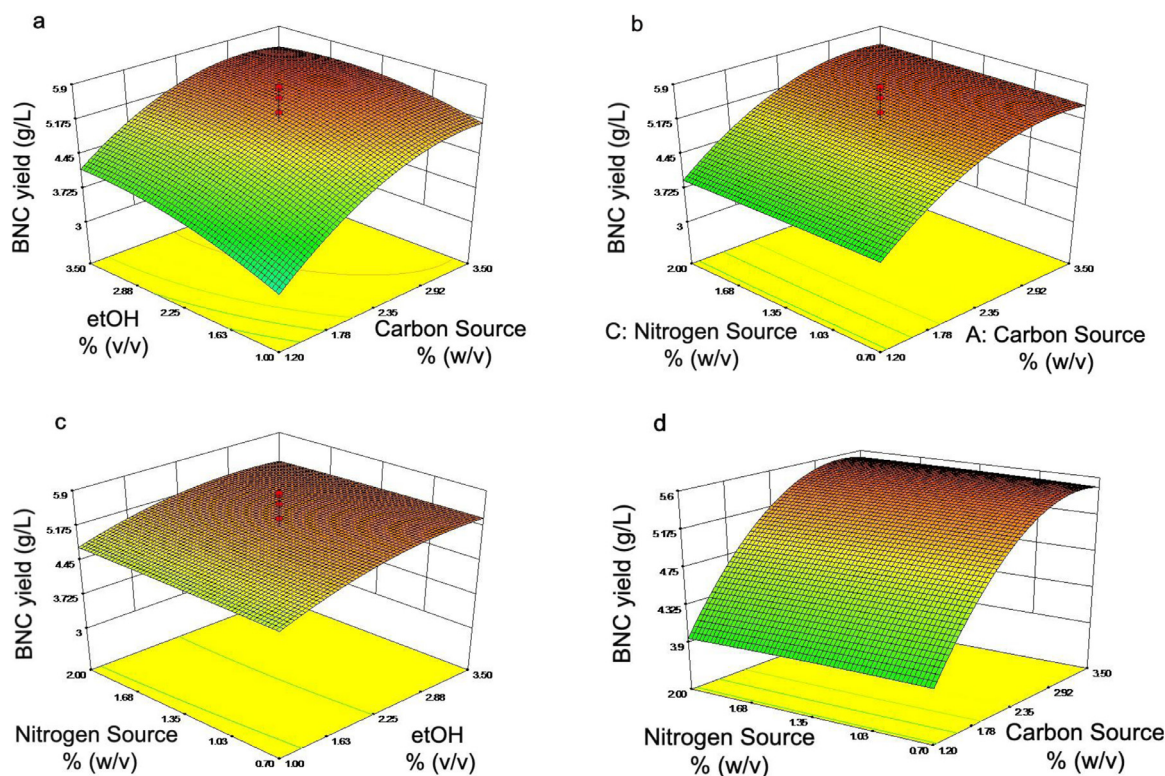 a
BNC yield (g/L)
5.9
5.175
4.45
3.725
3
3.50
2.88
2.25
1.63
1.00
etOH
% (v/v)
1.20
1.78
2.35
2.92
3.50
Carbon Source
% (w/v)
b
BNC yield (g/L)
5.9
5.175
4.45
3.725
3
2.00
1.68
1.35
1.03
0.70
C: Nitrogen Source
% (w/v)
1.20
1.78
2.35
2.92
3.50
A: Carbon Source
% (w/v)
c
BNC yield (g/L)
5.9
5.175
4.45
3.725
3
2.00
1.68
1.35
1.03
0.70
Nitrogen Source
% (w/v)
1.00
1.63
2.25
2.88
3.50
etOH
% (v/v)
d
BNC yield (g/L)
5.6
5.175
4.75
4.325
3.9
2.00
1.68
1.35
1.03
0.70
Nitrogen Source
% (w/v)
1.20
1.78
2.35
2.92
3.50
Carbon Source
% (w/v)